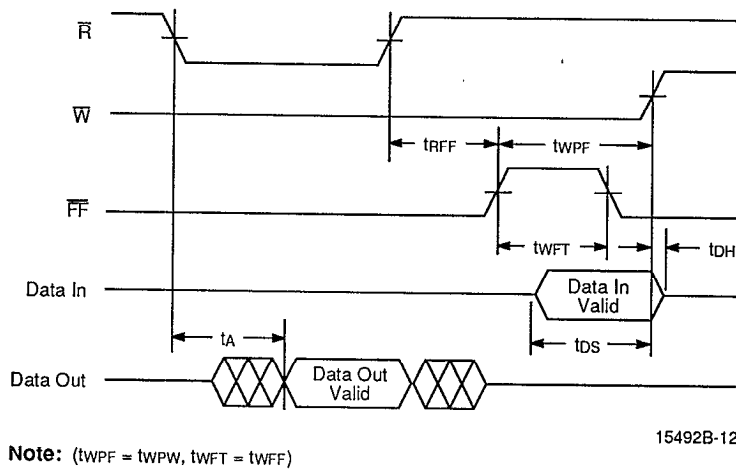 R
W
tRFF
tWPF
FF
tWFT
tDH
Data In
Data In
Valid
tA
tDS
Data Out
Data Out
Valid
15492B-12
Note: (tWPF = tWPW, tWFT = tWFF)